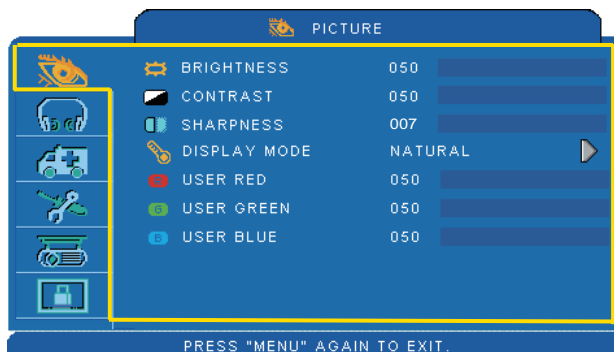 PICTURE
BRIGHTNESS 050
CONTRAST 050
SHARPNESS 007
DISPLAY MODE NATURAL
USER RED 050
G USER GREEN 050
B USER BLUE 050
PRESS "MENU" AGAIN TO EXIT.